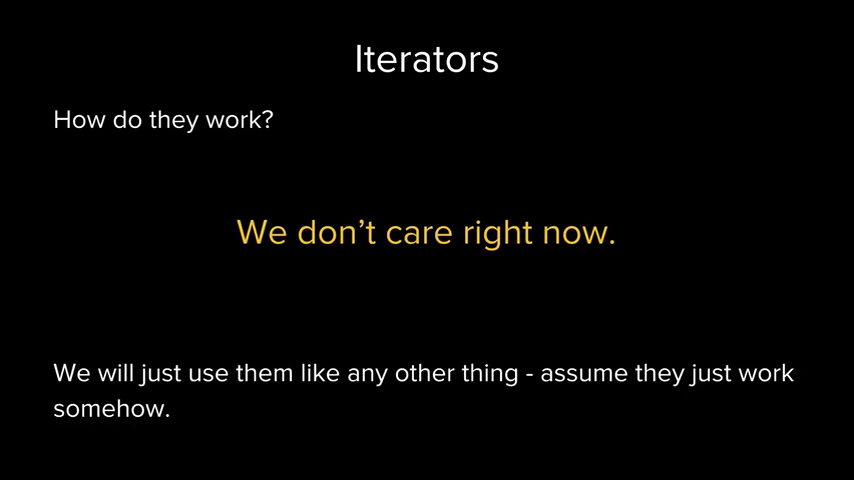 Iterators
How do they work?
We don’t care right now.
We will just use them like any other thing - assume they just work
somehow.